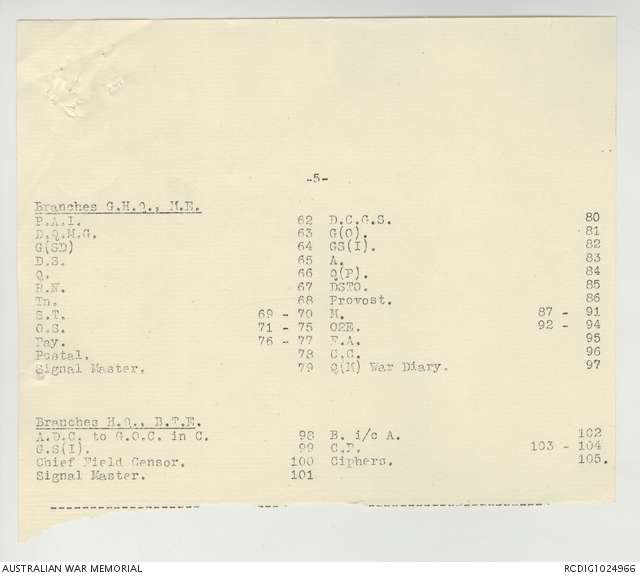 -5-
Branches G.H.Q., M.E.
P.A.I. 62 D.C.G.S. 80
D.Q.M.G. 63 G(O). 81
G(SD) 64 GS(I). 82
D.S. 65 A. 83
Q. 66 Q(P). 84
R.N. 67 DSTO. 85
Tn. 68 Provost. 86
S.T. 69 - 70 M. 87 - 91
O.S. 71 - 75 O2E. 92 - 94
Pay. 76 - 77 F.A. 95
Postal. 78 C.C. 96
Signal Master. 79 Q(M) War Diary. 97
Branches H.Q., B.T.E.
A.D.C. to G.O.C. in C. 98 B. i/c A. 102
G.S(I). 99 C.P. 103 - 104
Chief Field Censor. 100 Ciphers. 105.
Signal Master. 101
AUSTRALIAN WAR MEMORIAL RCDIG1024966